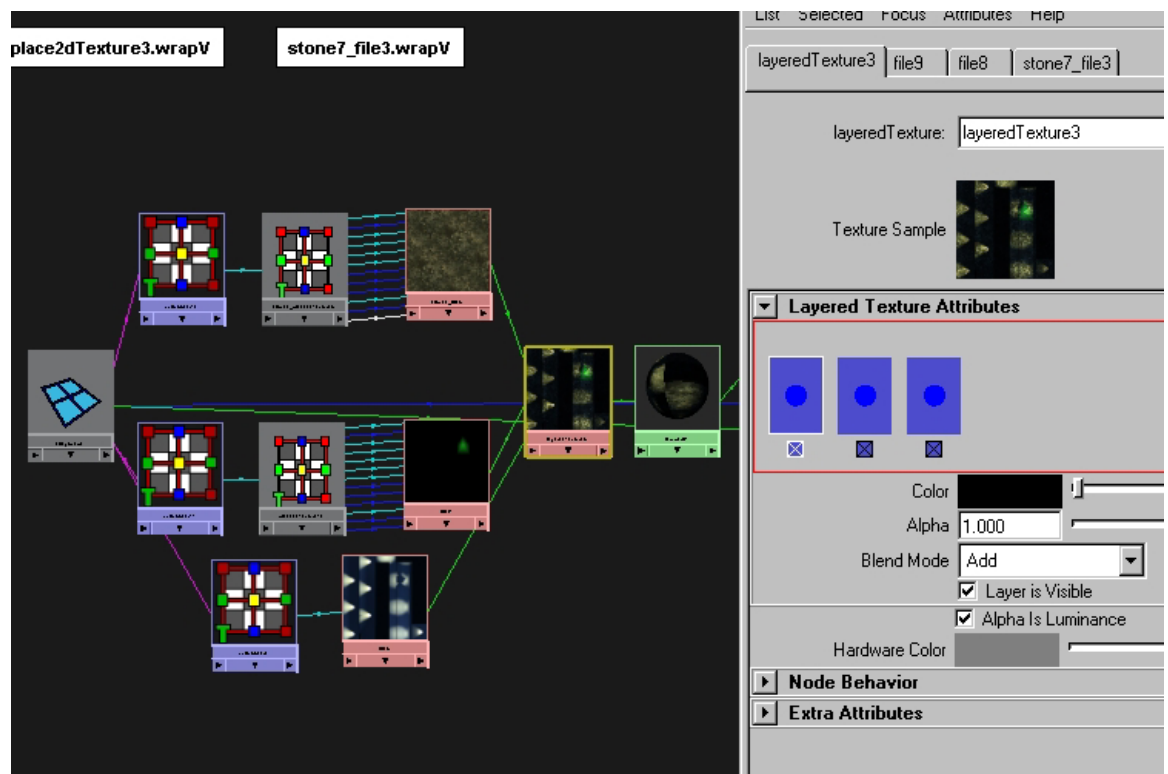 List Selected Focus Attributes Help
place2dTexture3.wrapV
stone7_file3.wrapV
layeredTexture3 file9 file8 stone7_file3
layeredTexture: layeredTexture3
Texture Sample
Layered Texture Attributes
Color
Alpha 1.000
Blend Mode Add
Layer is Visible
Alpha Is Luminance
Hardware Color
Node Behavior
Extra Attributes